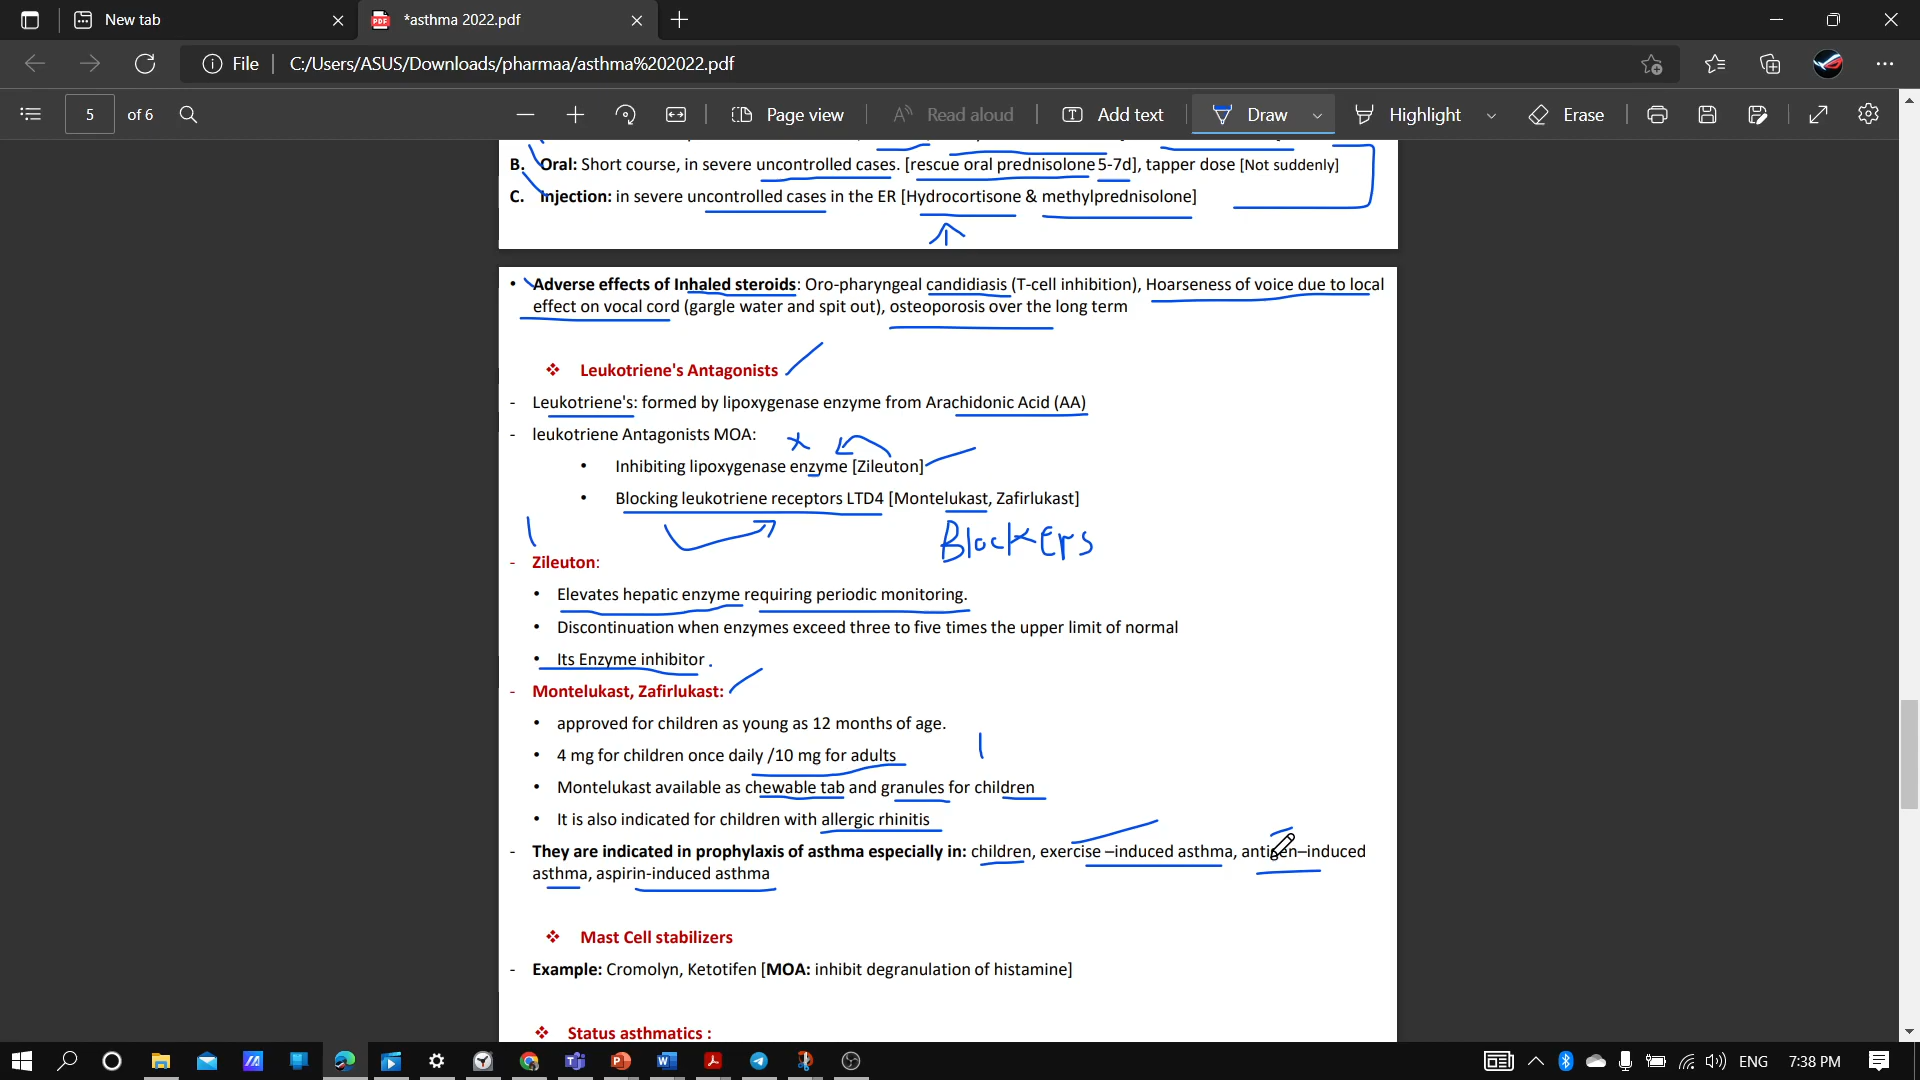 New tab
*asthma 2022.pdf
File
C:/Users/ASUS/Downloads/pharmaa/asthma%202022.pdf
5 of 6
Page view
Read aloud
Add text
Draw
Highlight
Erase
B. Oral: Short course, in severe uncontrolled cases. [rescue oral prednisolone 5-7d], tapper dose [Not suddenly]
C. Injection: in severe uncontrolled cases in the ER [Hydrocortisone & methylprednisolone]
• Adverse effects of Inhaled steroids: Oro-pharyngeal candidiasis (T-cell inhibition), Hoarseness of voice due to local
effect on vocal cord (gargle water and spit out), osteoporosis over the long term
❖ Leukotriene's Antagonists
- Leukotriene's: formed by lipoxygenase enzyme from Arachidonic Acid (AA)
- leukotriene Antagonists MOA:
• Inhibiting lipoxygenase enzyme [Zileuton]
• Blocking leukotriene receptors LTD4 [Montelukast, Zafirlukast]
Blockers
- Zileuton:
• Elevates hepatic enzyme requiring periodic monitoring.
• Discontinuation when enzymes exceed three to five times the upper limit of normal
• Its Enzyme inhibitor .
- Montelukast, Zafirlukast:
• approved for children as young as 12 months of age.
• 4 mg for children once daily /10 mg for adults
• Montelukast available as chewable tab and granules for children
• It is also indicated for children with allergic rhinitis
- They are indicated in prophylaxis of asthma especially in: children, exercise –induced asthma, antigen–induced
asthma, aspirin-induced asthma
❖ Mast Cell stabilizers
- Example: Cromolyn, Ketotifen [MOA: inhibit degranulation of histamine]
❖ Status asthmatics :
ENG
7:38 PM